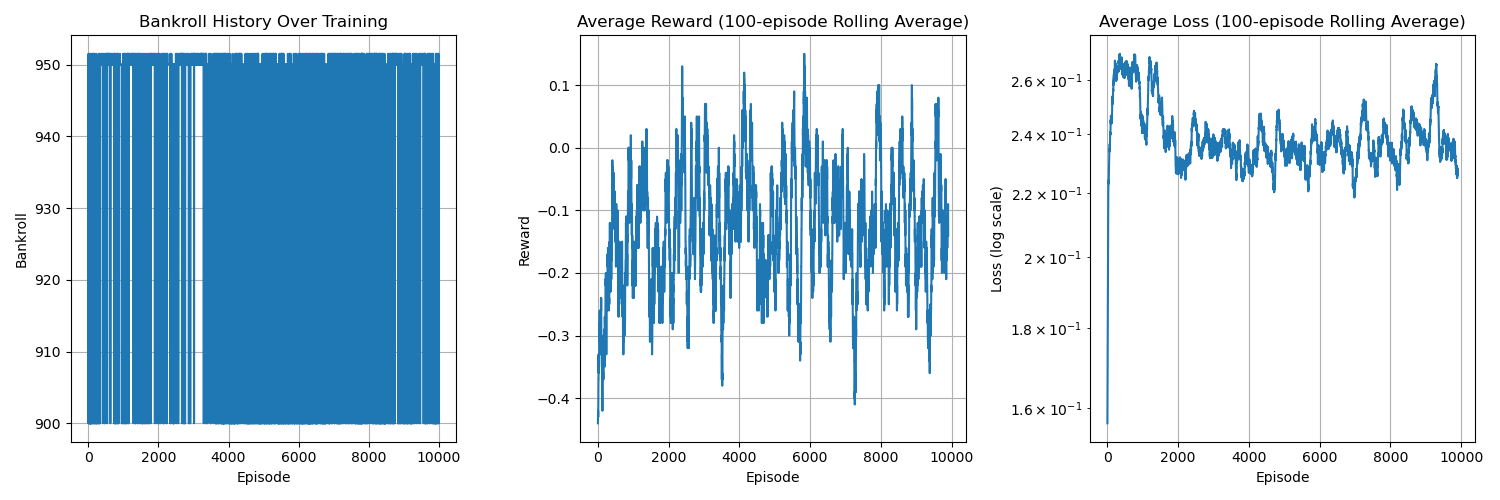 Bankroll History Over Training
Bankroll
950
940
930
920
910
900
0 2000 4000 6000 8000 10000
Episode
Average Reward (100-episode Rolling Average)
Reward
0.1
0.0
−0.1
−0.2
−0.3
−0.4
0 2000 4000 6000 8000 10000
Episode
Average Loss (100-episode Rolling Average)
Loss (log scale)
2.6 × 10⁻¹
2.4 × 10⁻¹
2.2 × 10⁻¹
2 × 10⁻¹
1.8 × 10⁻¹
1.6 × 10⁻¹
0 2000 4000 6000 8000 10000
Episode